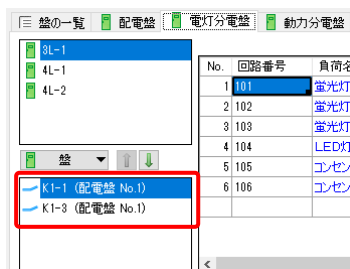 盤の一覧 配電盤 電灯分電盤 動力分電盤
3L-1
4L-1
4L-2
盤
K1-1 (配電盤 No.1)
K1-3 (配電盤 No.1)
No. 回路番号 負荷名
1 101 蛍光灯
2 102 蛍光灯
3 103 蛍光灯
4 104 LED灯
5 105 コンセン
6 106 コンセン